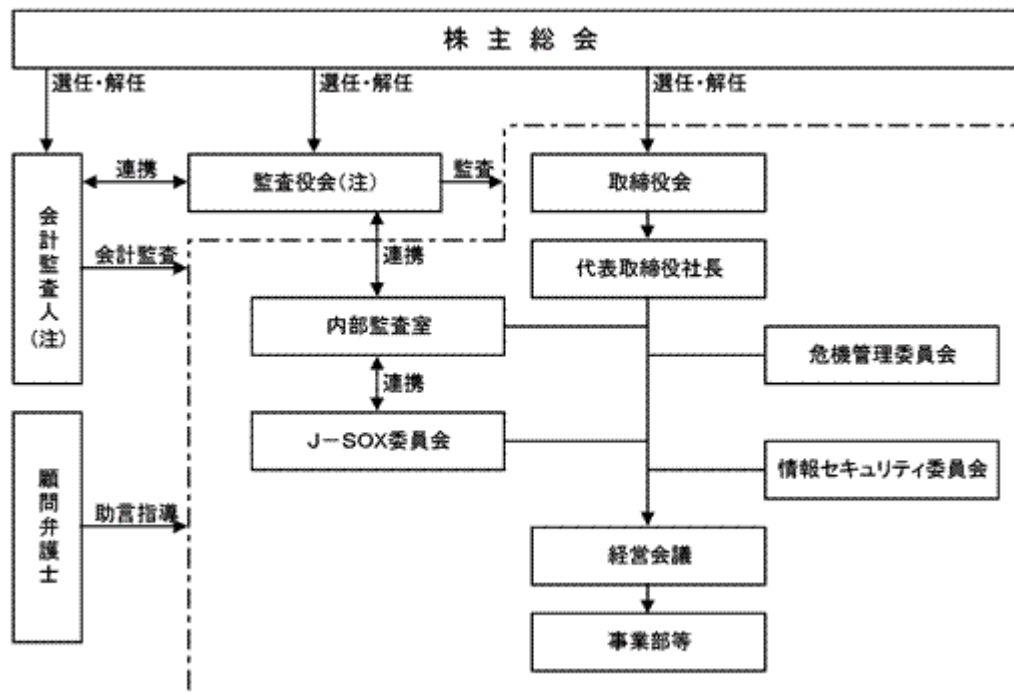 株主総会
選任・解任
選任・解任
選任・解任
会計監査人(注)
連携
監査役会(注)
監査
取締役会
会計監査
連携
代表取締役社長
内部監査室
危機管理委員会
連携
J-SOX委員会
情報セキュリティ委員会
顧問弁護士
助言指導
経営会議
事業部等